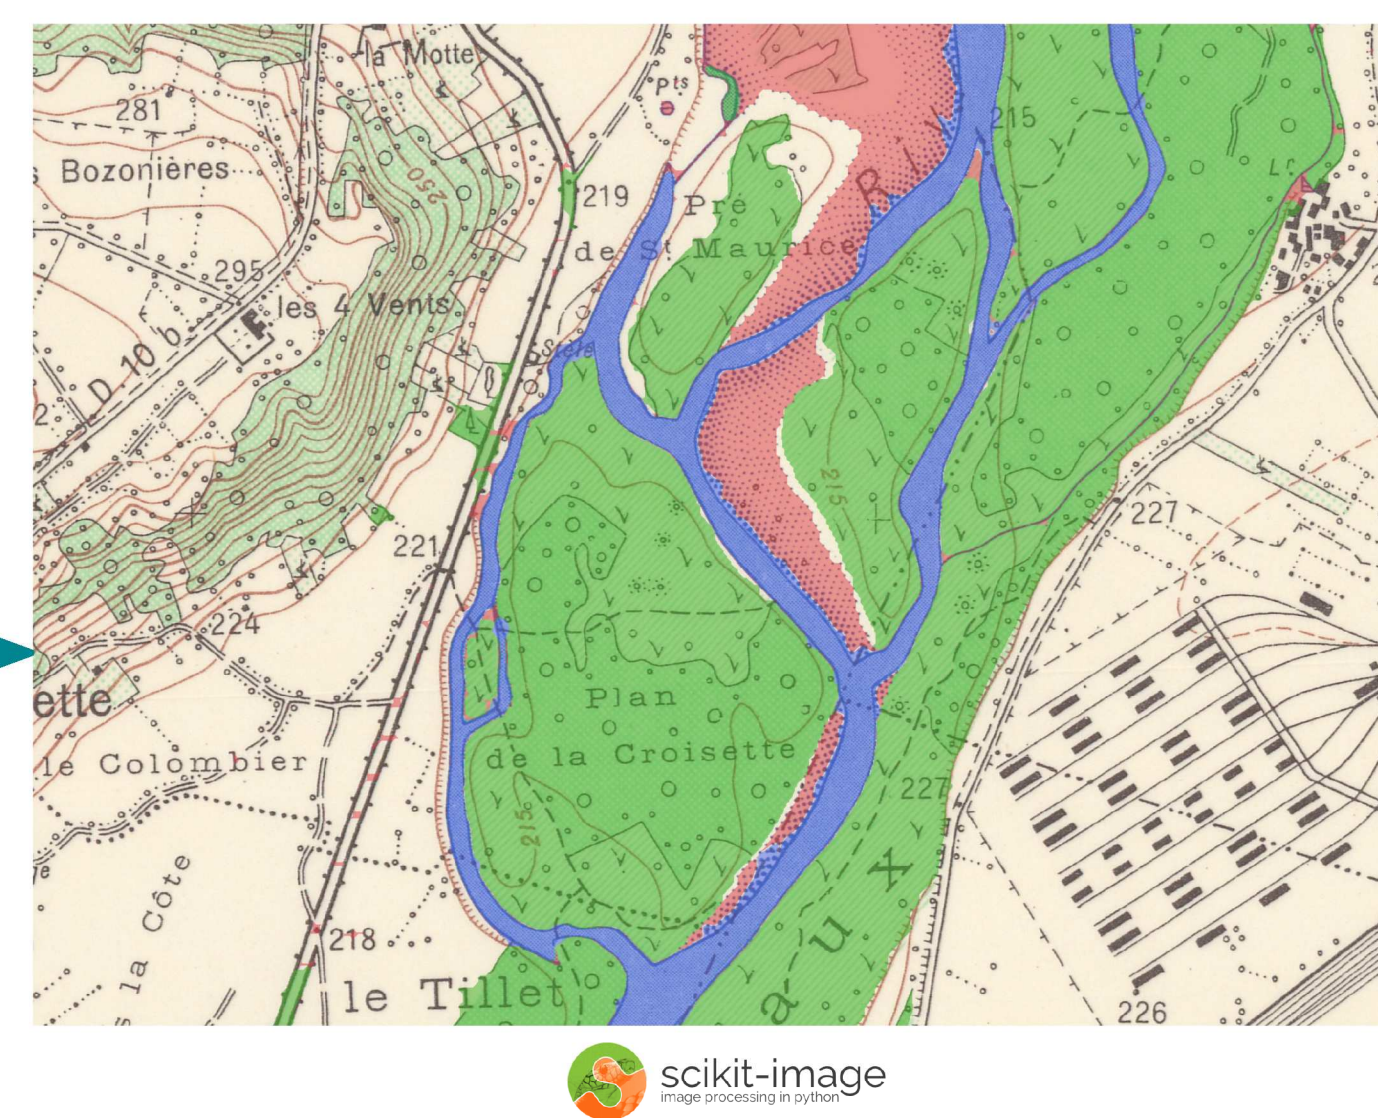 la Motte
pts
281
215
Bozonières
250
219
Pré
RIV
de St Maurice
295
les 4 Vents
D. 10 b
215
227
221
224
Plan
ette
de la Croisette
le Colombier
227
215
x
la Côte
u
218
le Tillet
a
226
scikit-image
image processing in python